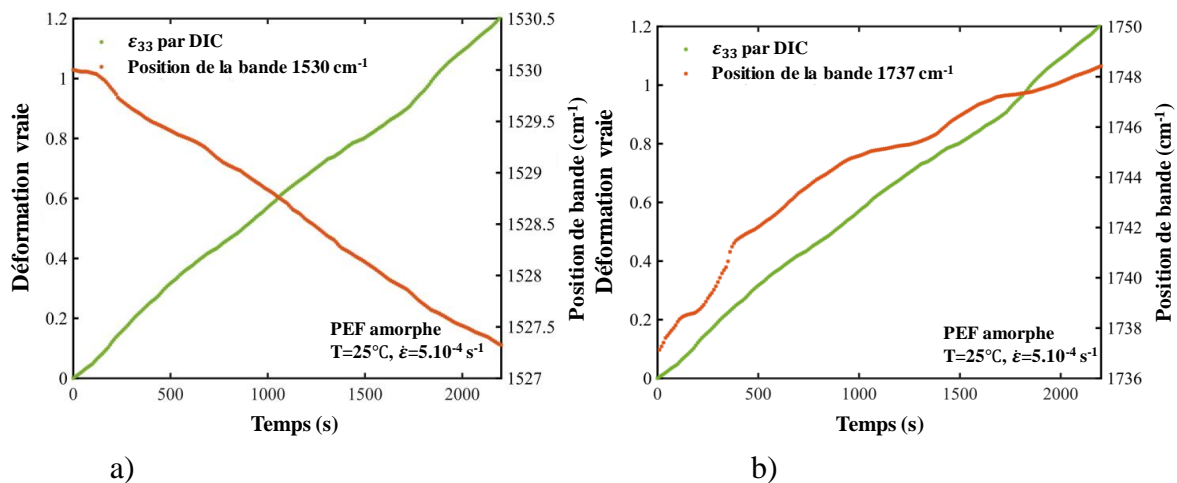 1.2
1
0.8
0.6
0.4
0.2
0
Déformation vraie
ε₃₃ par DIC
Position de la bande 1530 cm⁻¹
PEF amorphe
T=25°C, ε̇=5.10⁻⁴ s⁻¹
1530.5
1530
1529.5
1529
1528.5
1528
1527.5
1527
Position de bande (cm⁻¹)
0 500 1000 1500 2000
Temps (s)
a)
1.2
1
0.8
0.6
0.4
0.2
0
Déformation vraie
ε₃₃ par DIC
Position de la bande 1737 cm⁻¹
PEF amorphe
T=25°C, ε̇=5.10⁻⁴ s⁻¹
1750
1748
1746
1744
1742
1740
1738
1736
Position de bande (cm⁻¹)
0 500 1000 1500 2000
Temps (s)
b)